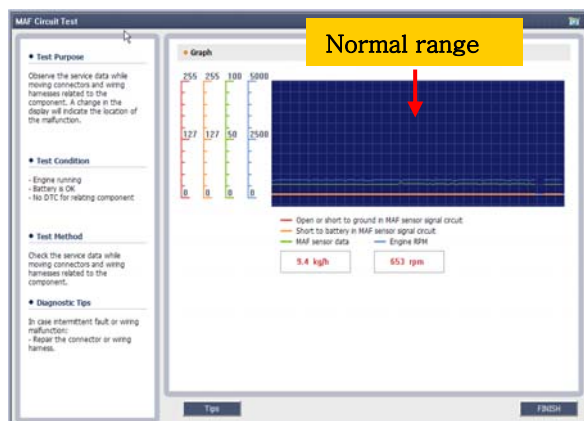 MAF Circuit Test
Test Purpose
Observe the service data while
moving connectors and wiring
harnesses related to the
component. A change in the
display will indicate the location of
the malfunction.
Test Condition
- Engine running
- Battery is OK
- No DTC for relating component
Test Method
Check the service data while
moving connectors and wiring
harnesses related to the
component.
Diagnostic Tips
In case intermittent fault or wiring
malfunction:
- Repair the connector or wiring
harness.
Graph
Normal range
255 255 100 5000
127 127 50 2500
0 0 0 0
Open or short to ground in MAF sensor signal circuit
Short to battery in MAF sensor signal circuit
MAF sensor data Engine RPM
9.4 kg/h 653 rpm
Tips FINISH